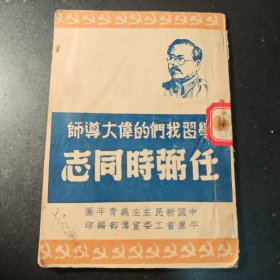 學習我們的偉大導師
任弼時同志
中國新民主主義青年團
平原省工委宣傳部編印